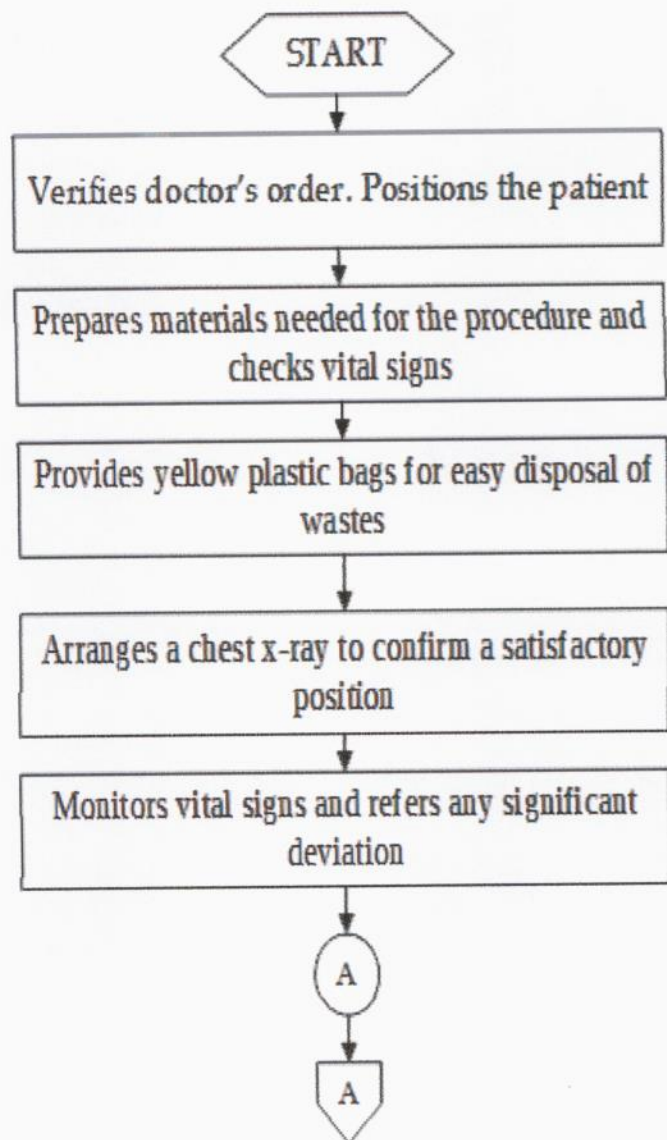 START
Verifies doctor's order. Positions the patient
Prepares materials needed for the procedure and
checks vital signs
Provides yellow plastic bags for easy disposal of
wastes
Arranges a chest x-ray to confirm a satisfactory
position
Monitors vital signs and refers any significant
deviation
A
A